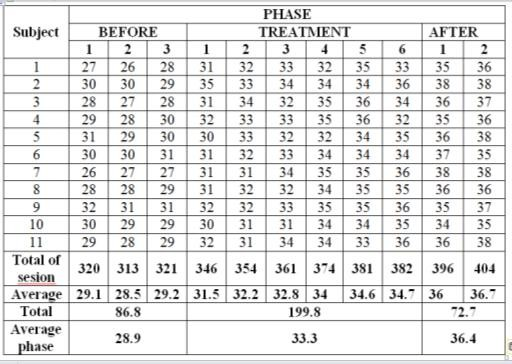 PHASE
Subject BEFORE TREATMENT AFTER
1 2 3 1 2 3 4 5 6 1 2
1 27 26 28 31 32 33 32 35 33 35 36
2 30 30 29 35 33 34 34 34 36 38 38
3 28 27 28 31 34 32 35 36 34 36 37
4 29 28 30 32 33 33 35 36 32 35 36
5 31 29 30 30 33 32 32 34 35 36 38
6 30 30 31 31 32 33 34 34 34 37 35
7 26 27 27 31 31 34 35 35 36 38 38
8 28 28 29 31 32 32 34 35 35 36 36
9 32 31 31 32 32 33 35 35 36 35 37
10 30 29 29 30 31 31 34 34 35 34 35
11 29 28 29 32 31 34 34 33 36 36 38
Total of sesion 320 313 321 346 354 361 374 381 382 396 404
Average 29.1 28.5 29.2 31.5 32.2 32.8 34 34.6 34.7 36 36.7
Total 86.8 199.8 72.7
Average phase 28.9 33.3 36.4